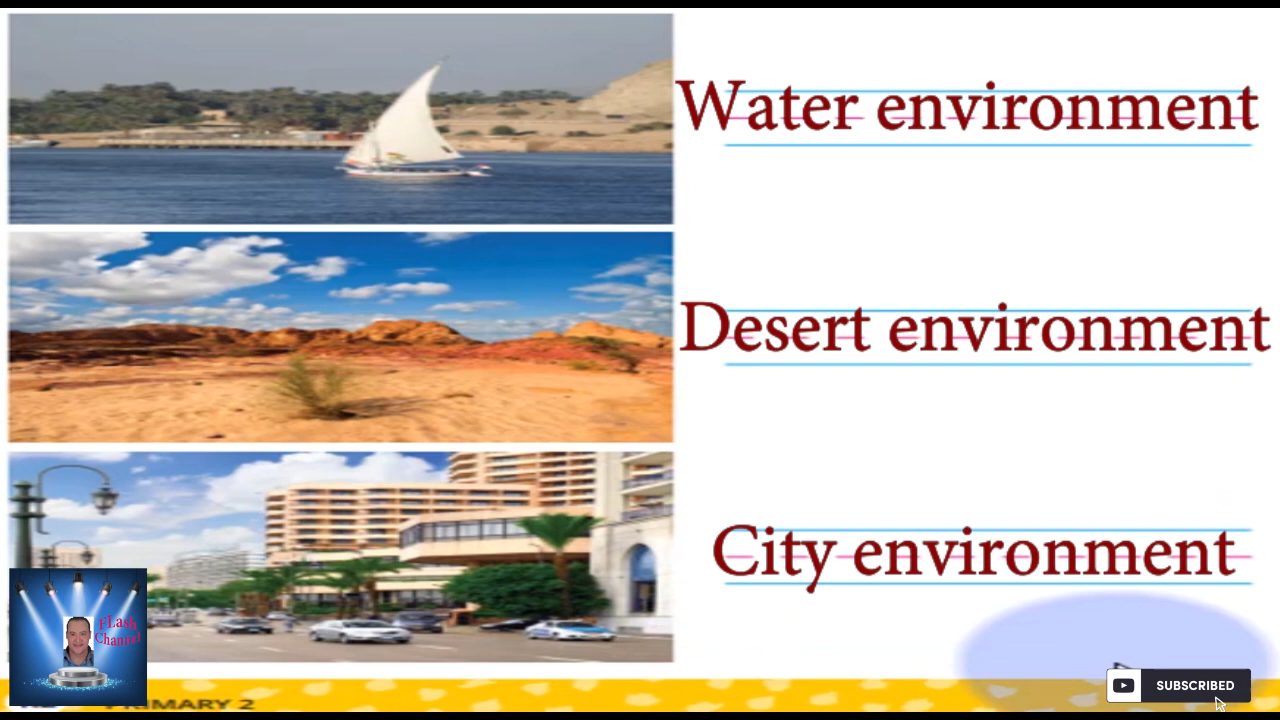 Water environment
Desert environment
City environment
FLash
Channel
PRIMARY 2
SUBSCRIBED